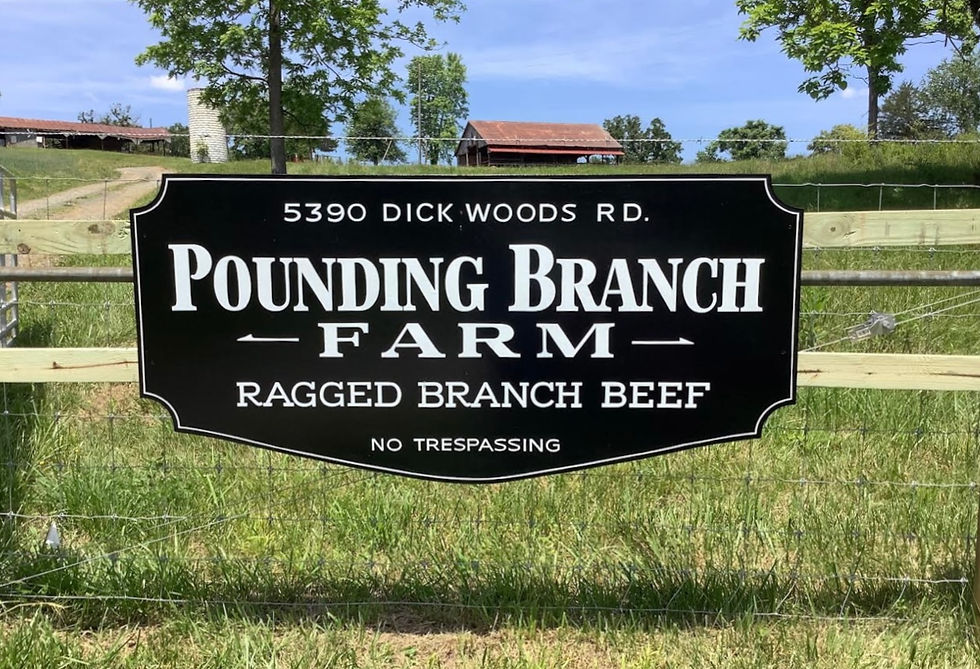 5390 DICK WOODS RD.
POUNDING BRANCH
FARM
RAGGED BRANCH BEEF
NO TRESPASSING